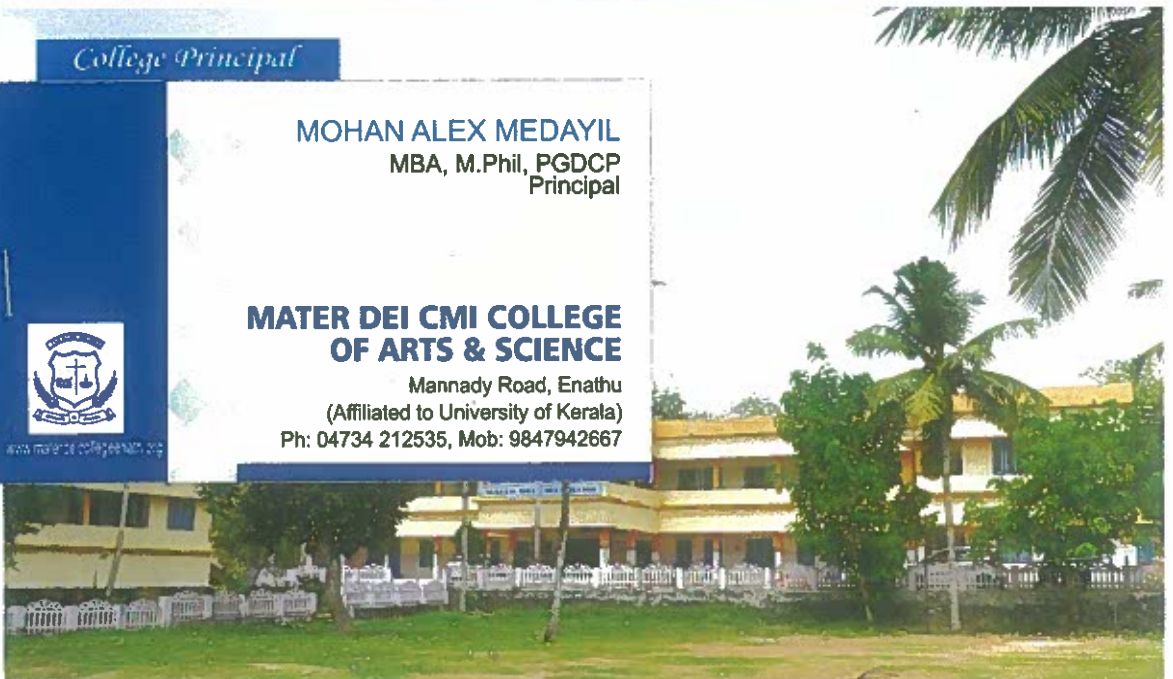 College Principal
MOHAN ALEX MEDAYIL
MBA, M.Phil, PGDCP
Principal
MATER DEI CMI COLLEGE
OF ARTS & SCIENCE
Mannady Road, Enathu
(Affiliated to University of Kerala)
Ph: 04734 212535, Mob: 9847942667